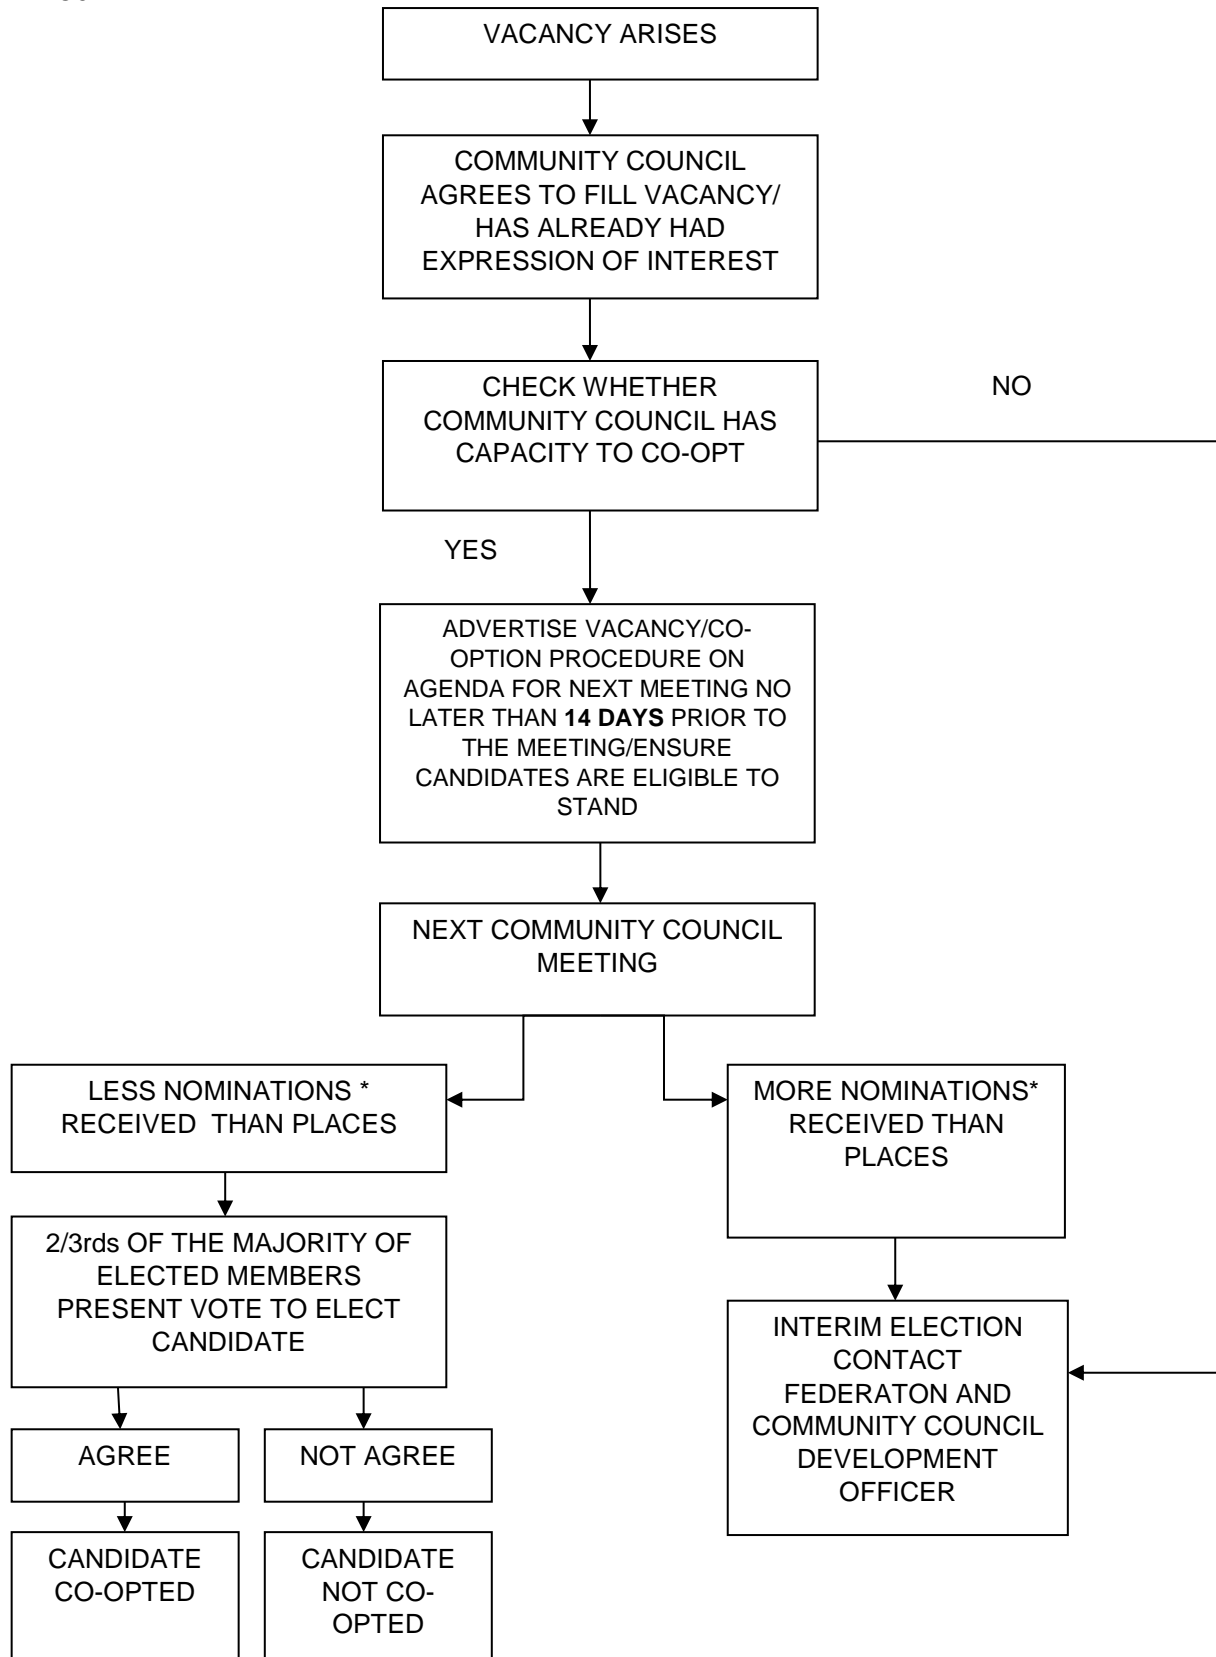 VACANCY ARISES
COMMUNITY COUNCIL
AGREES TO FILL VACANCY/
HAS ALREADY HAD
EXPRESSION OF INTEREST
CHECK WHETHER
COMMUNITY COUNCIL HAS
CAPACITY TO CO-OPT
NO
YES
ADVERTISE VACANCY/CO-
OPTION PROCEDURE ON
AGENDA FOR NEXT MEETING NO
LATER THAN 14 DAYS PRIOR TO
THE MEETING/ENSURE
CANDIDATES ARE ELIGIBLE TO
STAND
NEXT COMMUNITY COUNCIL
MEETING
LESS NOMINATIONS *
RECEIVED THAN PLACES
MORE NOMINATIONS*
RECEIVED THAN
PLACES
2/3rds OF THE MAJORITY OF
ELECTED MEMBERS
PRESENT VOTE TO ELECT
CANDIDATE
INTERIM ELECTION
CONTACT
FEDERATON AND
COMMUNITY COUNCIL
DEVELOPMENT
OFFICER
AGREE
NOT AGREE
CANDIDATE
CO-OPTED
CANDIDATE
NOT CO-
OPTED